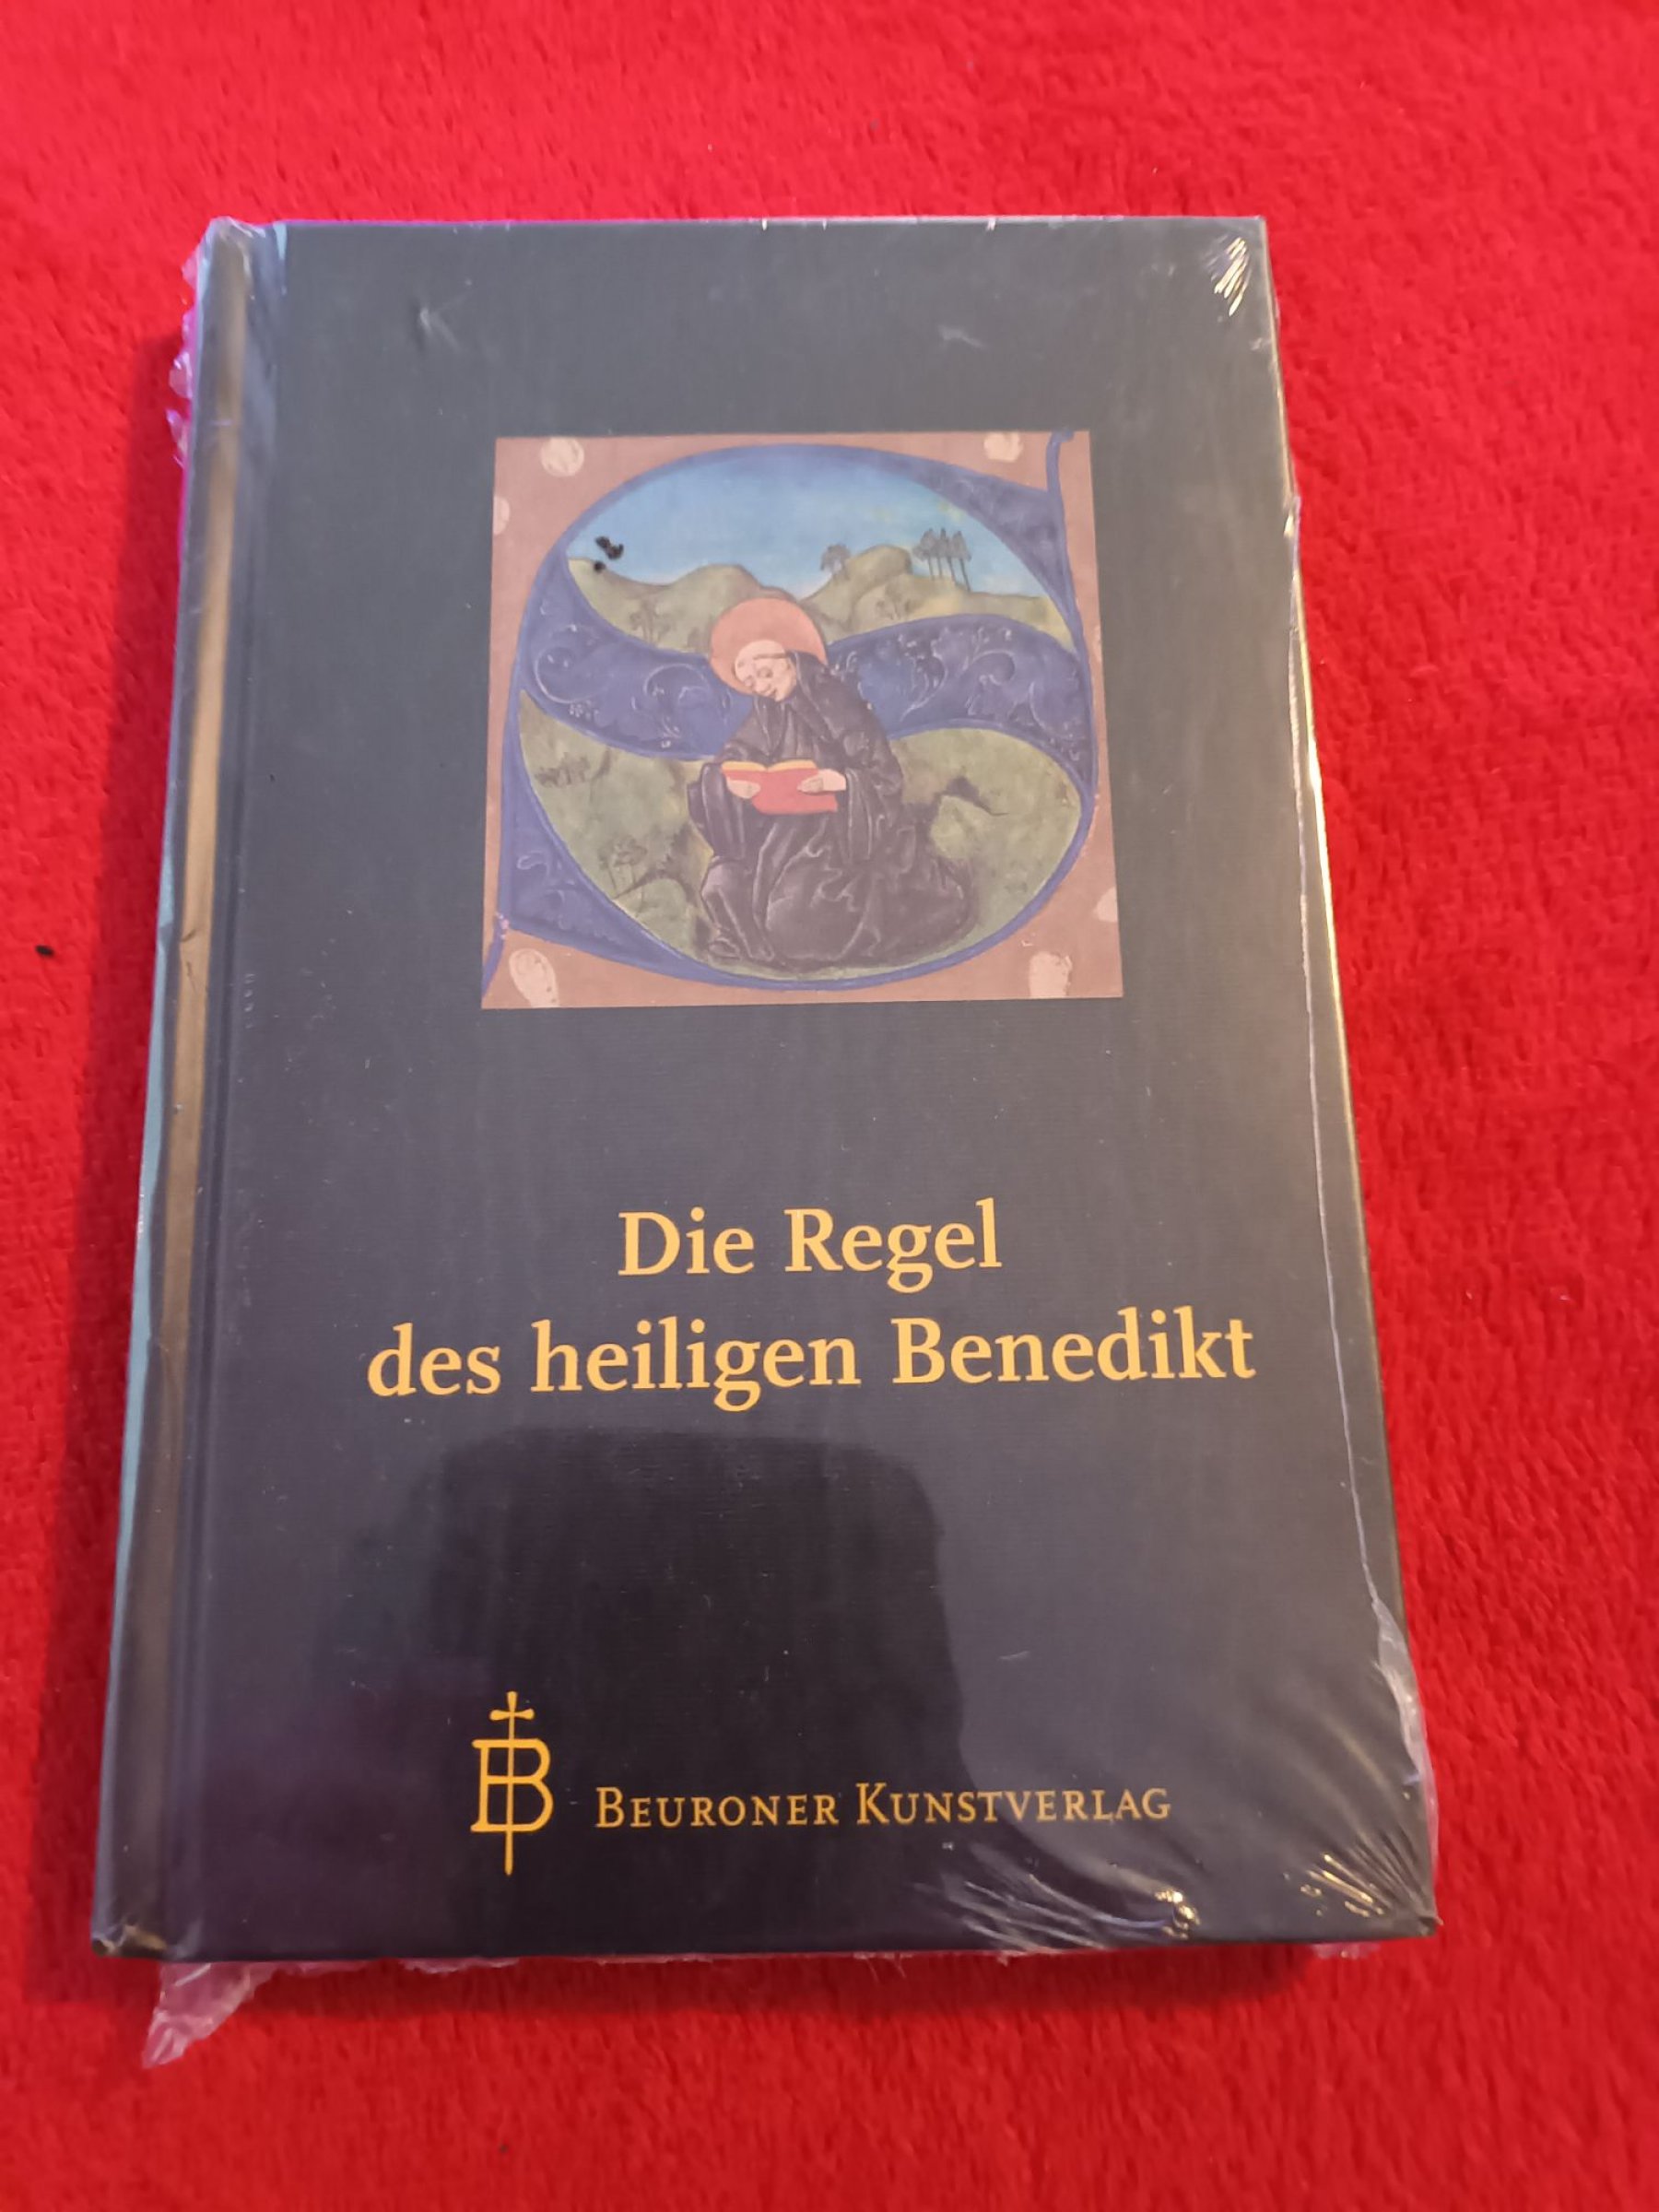 Die Regel
des heiligen Benedikt
B BEURONER KUNSTVERLAG